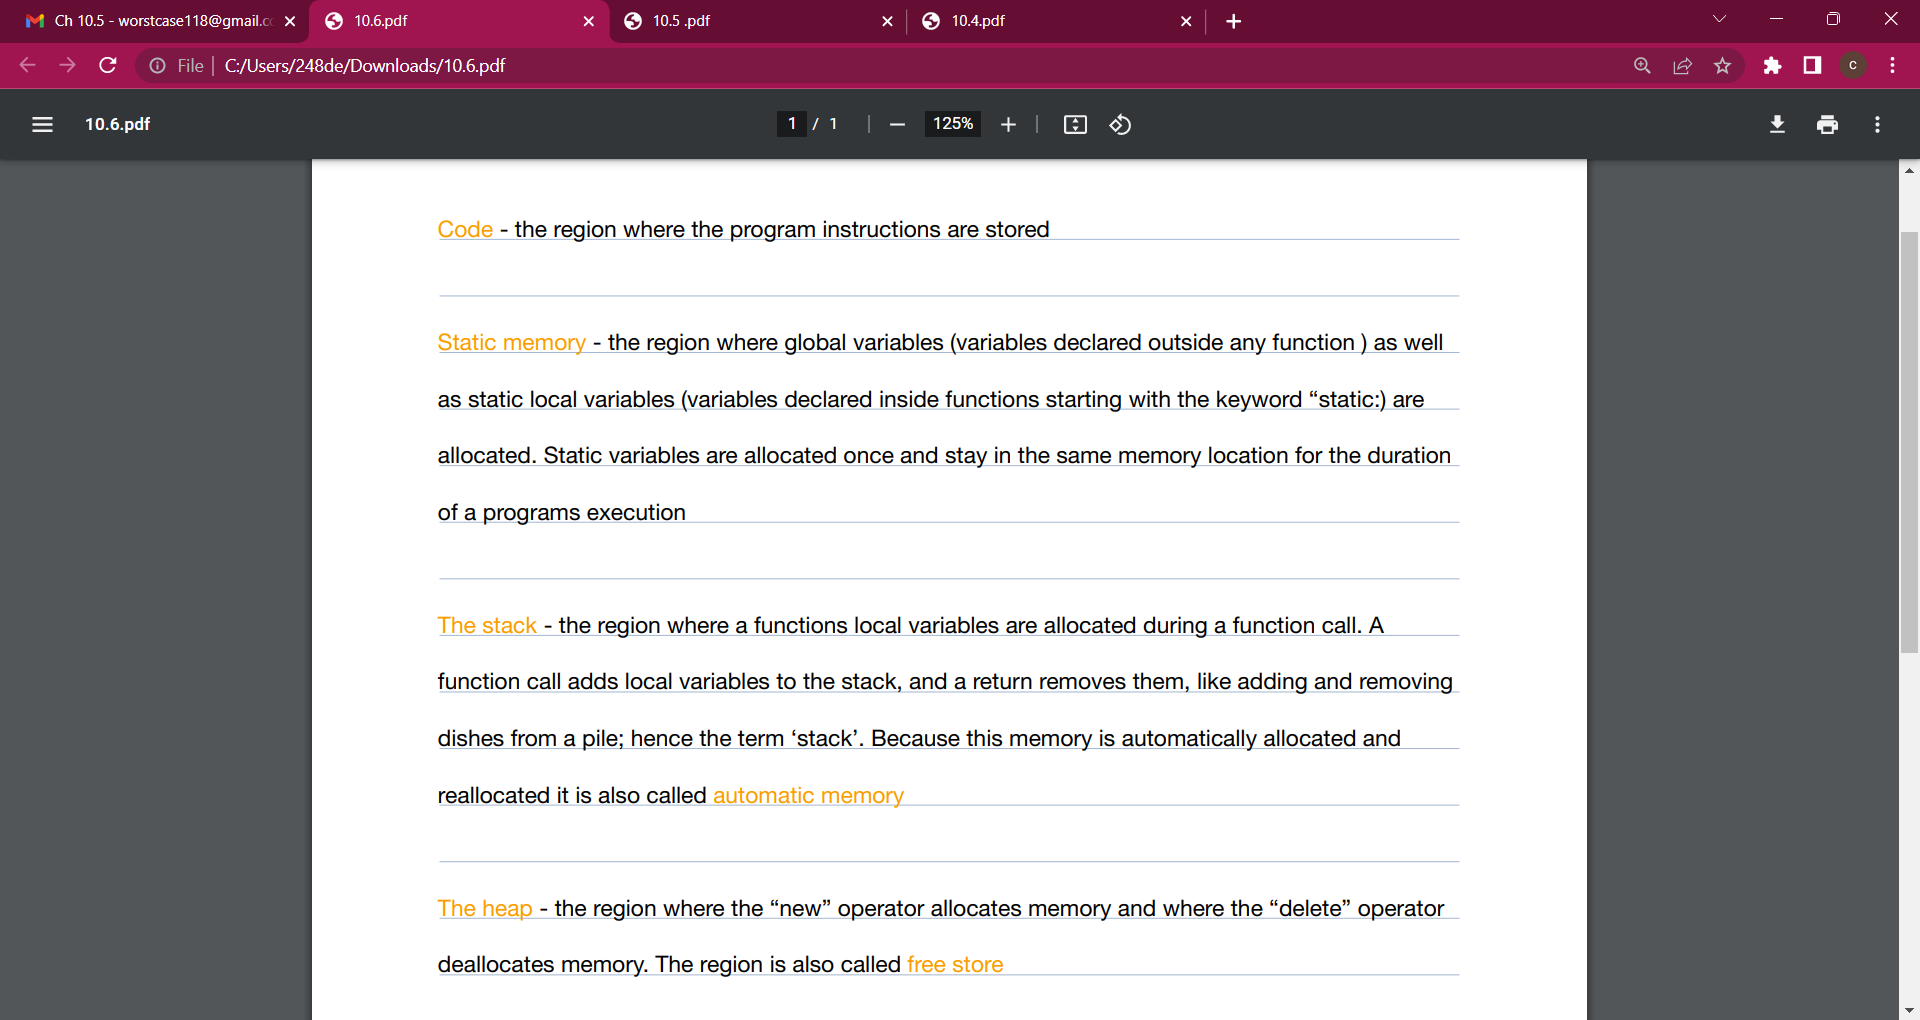 Ch 10.5 - worstcase118@gmail.c
10.6.pdf
10.5 .pdf
10.4.pdf
File
C:/Users/248de/Downloads/10.6.pdf
C
10.6.pdf
1 / 1
125%
Code - the region where the program instructions are stored
Static memory - the region where global variables (variables declared outside any function ) as well
as static local variables (variables declared inside functions starting with the keyword “static:) are
allocated. Static variables are allocated once and stay in the same memory location for the duration
of a programs execution
The stack - the region where a functions local variables are allocated during a function call. A
function call adds local variables to the stack, and a return removes them, like adding and removing
dishes from a pile; hence the term ‘stack’. Because this memory is automatically allocated and
reallocated it is also called automatic memory
The heap - the region where the “new” operator allocates memory and where the “delete” operator
deallocates memory. The region is also called free store